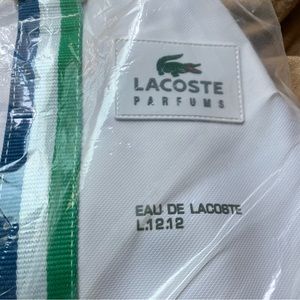 LACOSTE
PARFUMS
EAU DE LACOSTE
L.12.12